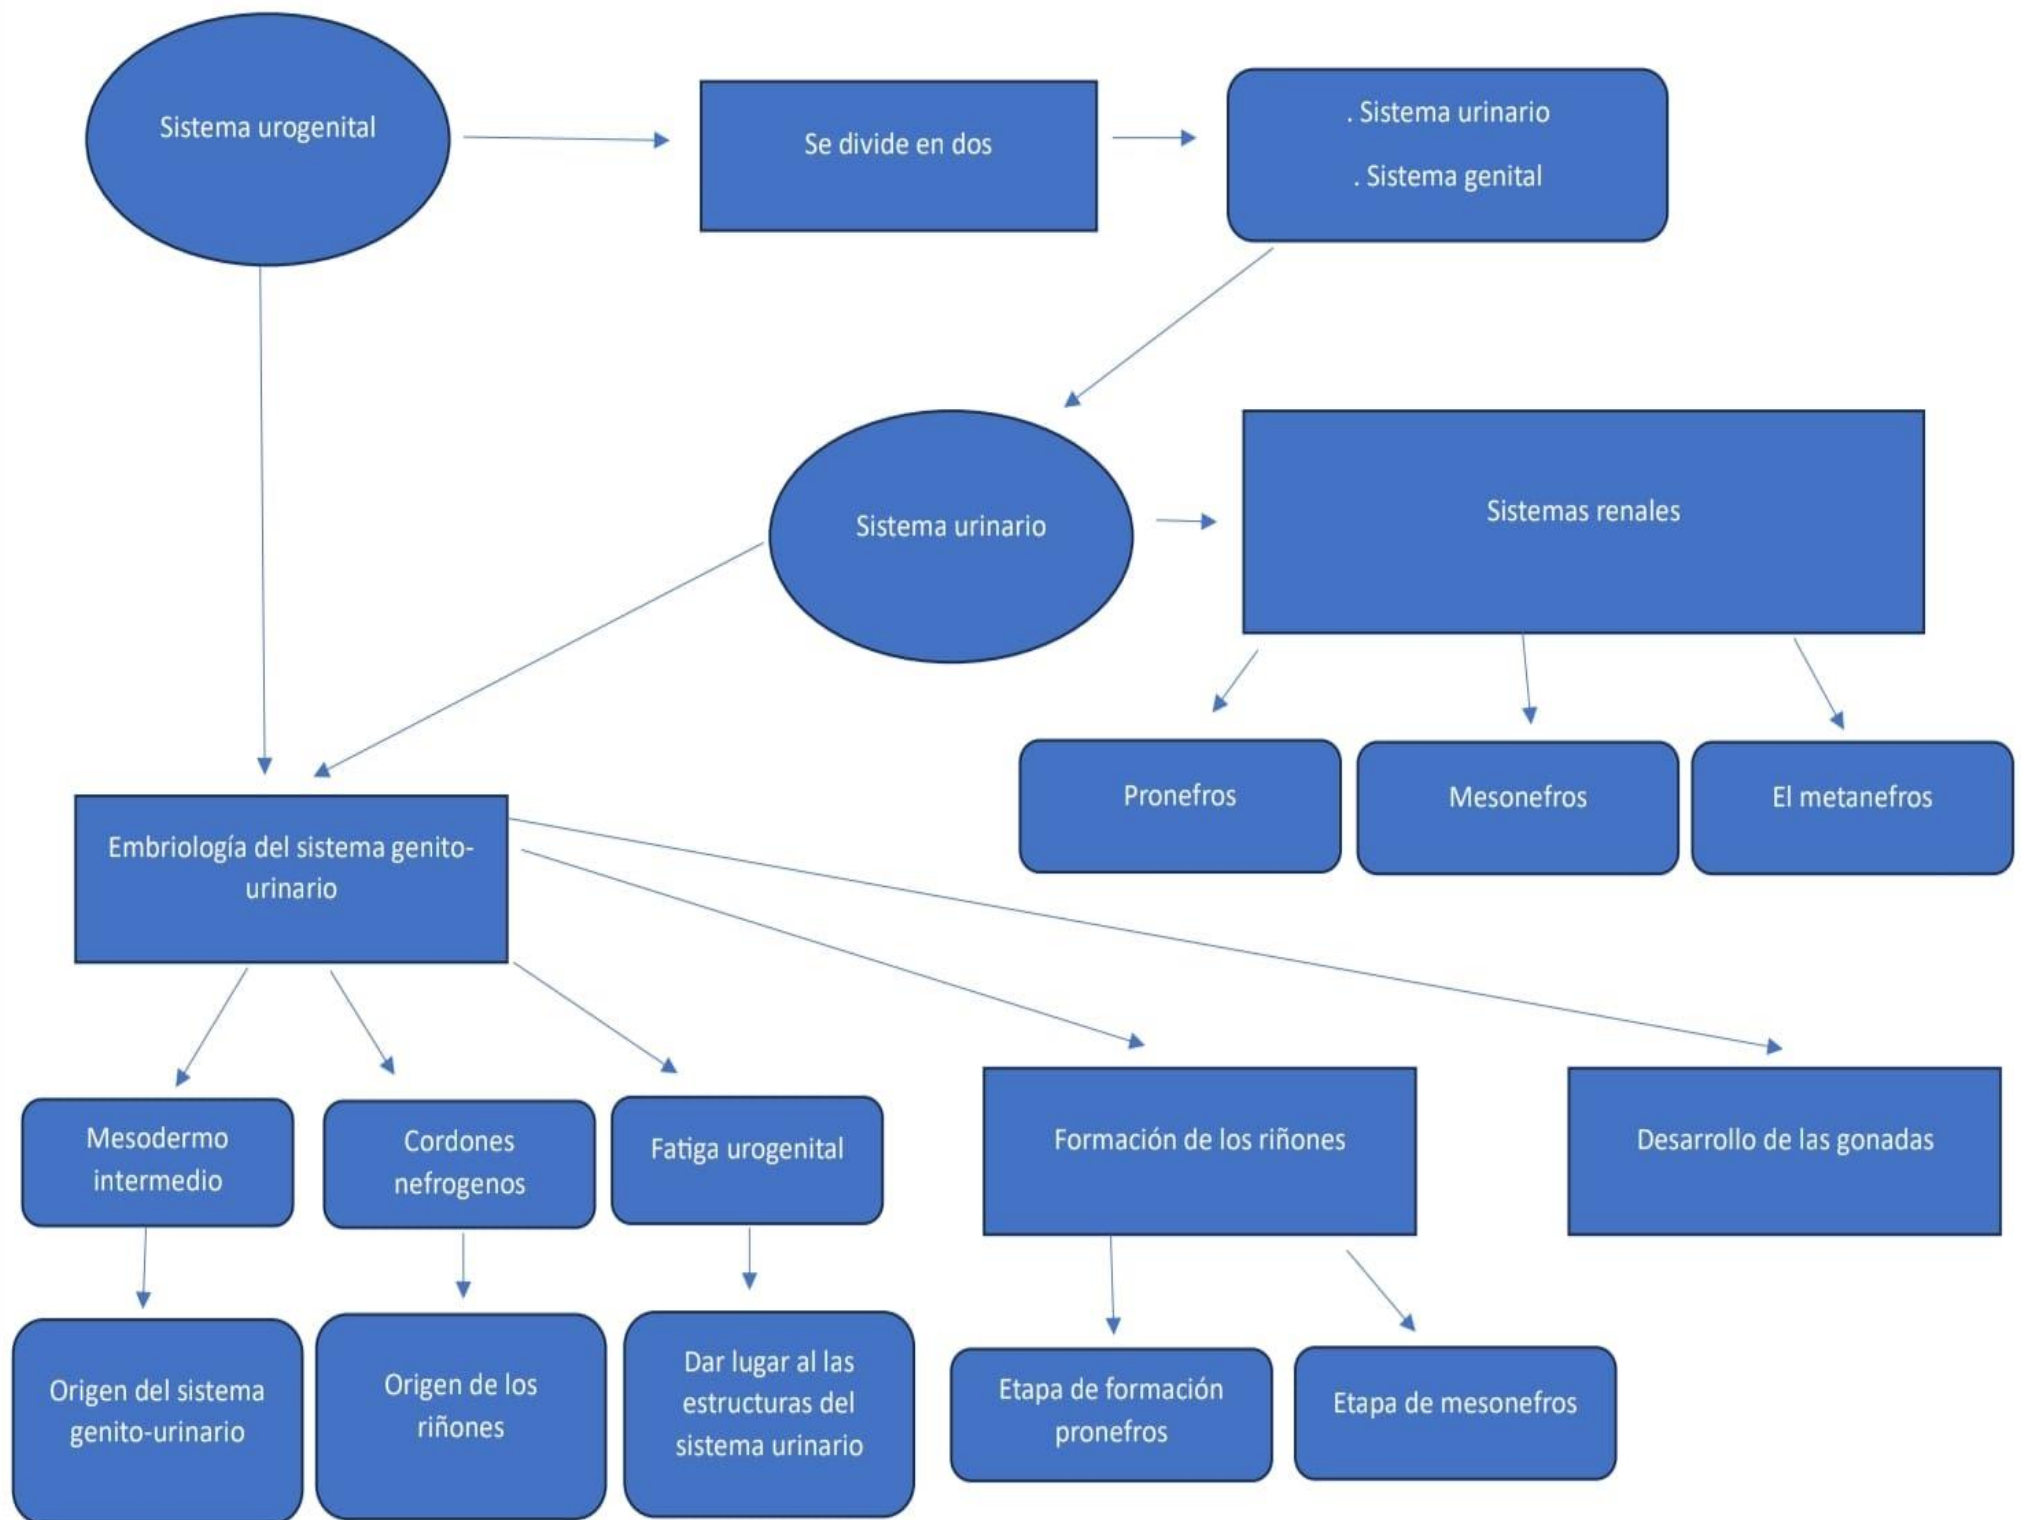 Sistema urogenital
Se divide en dos
. Sistema urinario
. Sistema genital
Sistema urinario
Sistemas renales
Pronefros
Mesonefros
El metanefros
Embriología del sistema genito-
urinario
Mesodermo
intermedio
Cordones
nefrogenos
Fatiga urogenital
Formación de los riñones
Desarrollo de las gonadas
Origen del sistema
genito-urinario
Origen de los
riñones
Dar lugar al las
estructuras del
sistema urinario
Etapa de formación
pronefros
Etapa de mesonefros